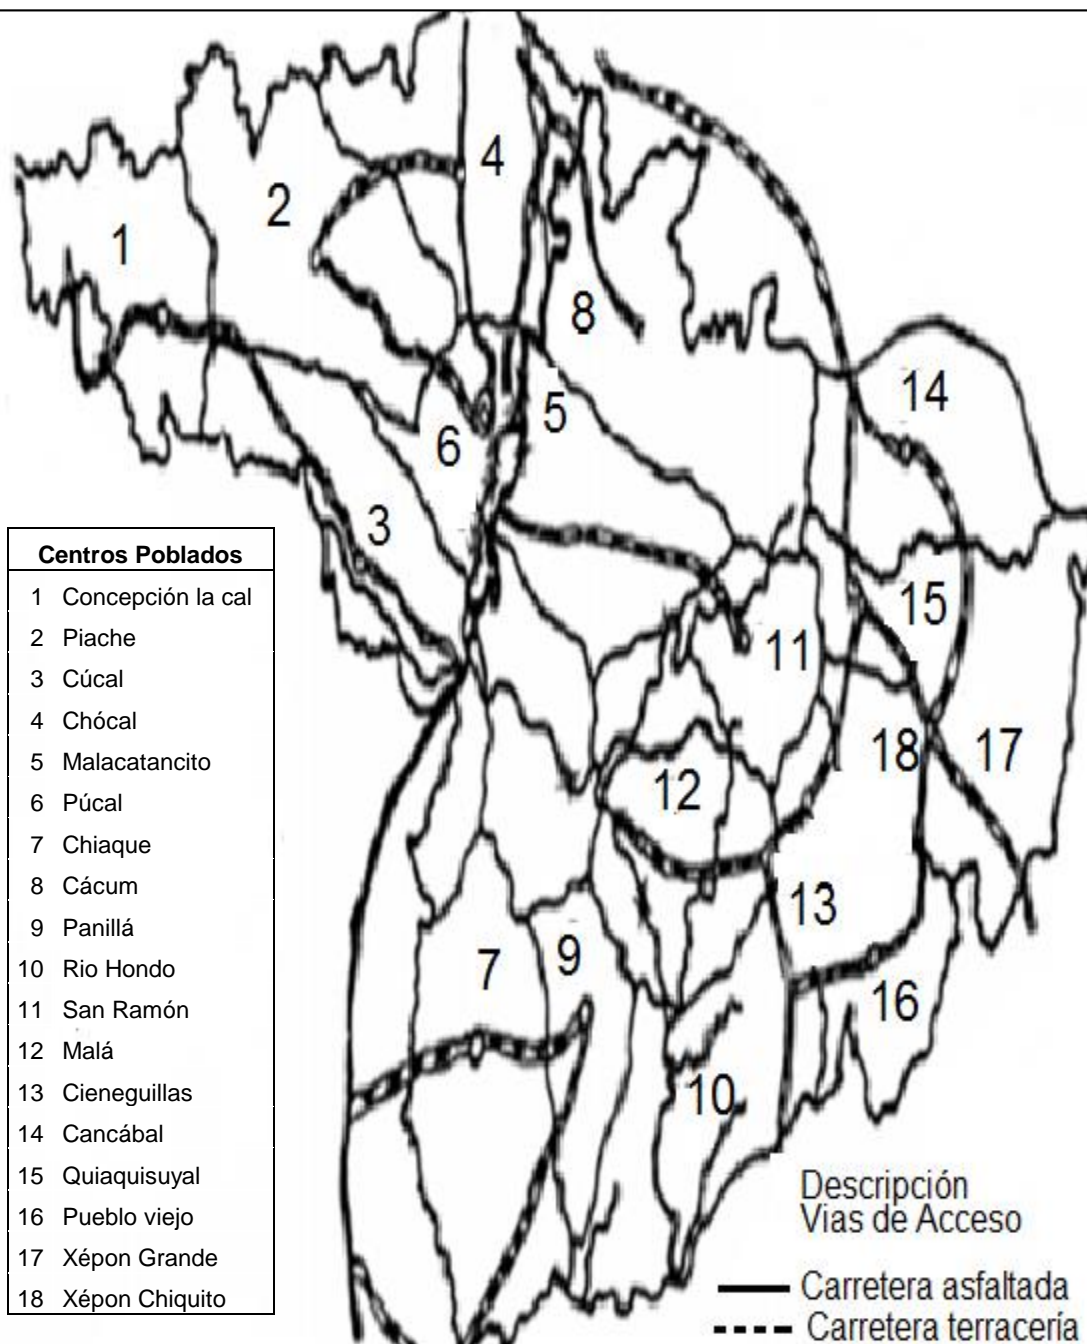 4
2
1
8
14
5
6
3
15
11
18
17
12
13
7
9
16
10
Centros Poblados
1 Concepción la cal
2 Piache
3 Cúcal
4 Chócal
5 Malacatancito
6 Púcal
7 Chiaque
8 Cácum
9 Panillá
10 Rio Hondo
11 San Ramón
12 Malá
13 Cieneguillas
14 Cancábal
15 Quiaquisuyal
16 Pueblo viejo
17 Xépon Grande
18 Xépon Chiquito
Descripción
Vias de Acceso
Carretera asfaltada
Carretera terracería